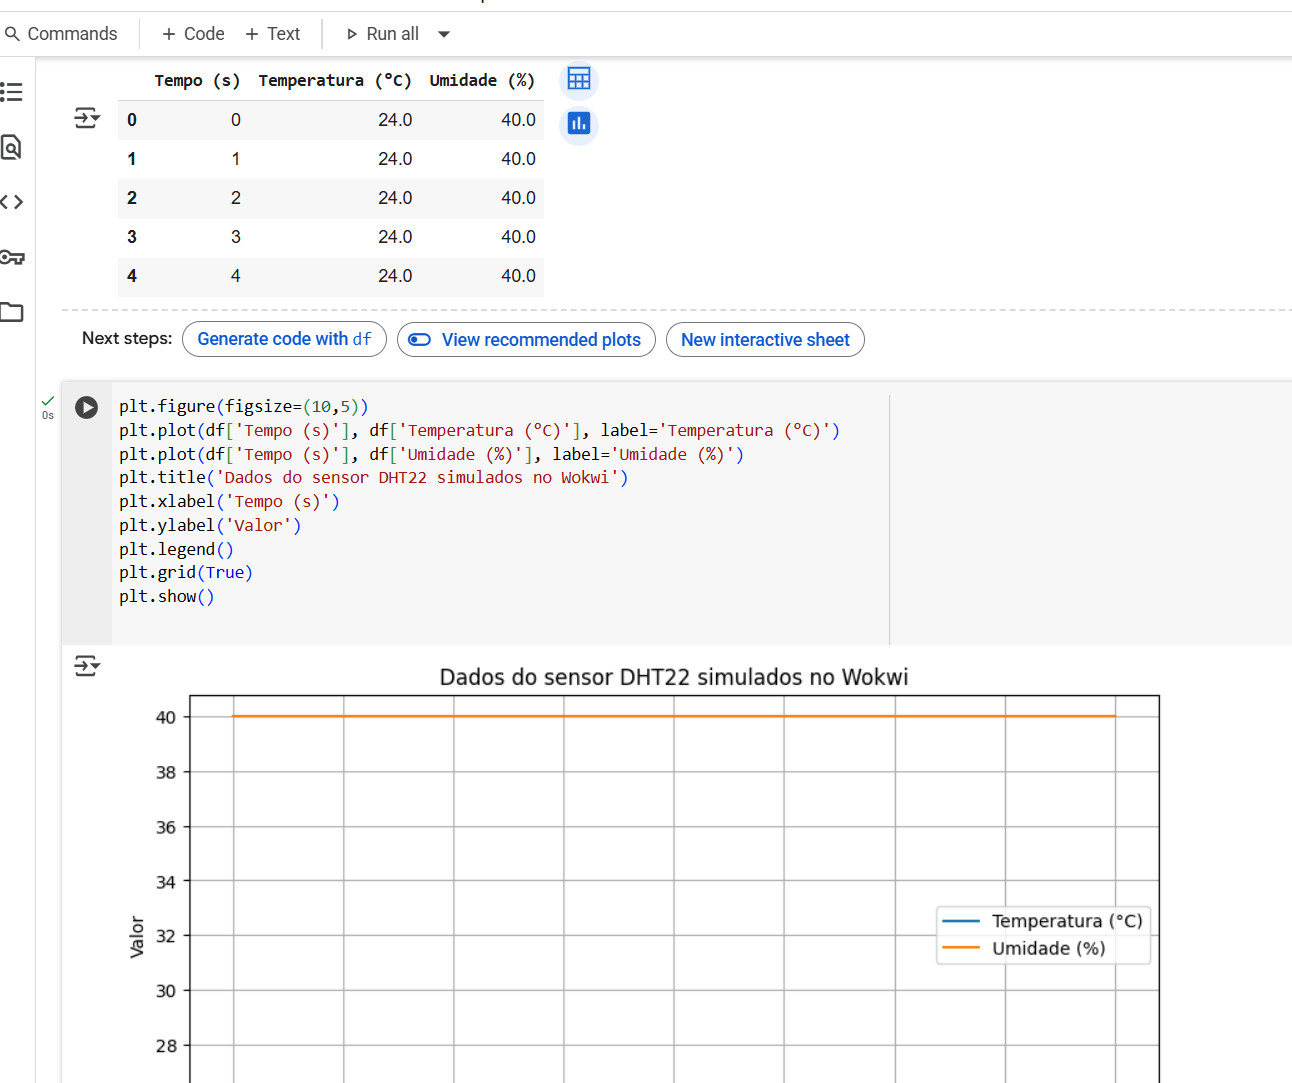 Commands + Code + Text Run all
Tempo (s) Temperatura (°C) Umidade (%)
0 0 24.0 40.0
1 1 24.0 40.0
2 2 24.0 40.0
3 3 24.0 40.0
4 4 24.0 40.0
Next steps: Generate code with df View recommended plots New interactive sheet
0s
plt.figure(figsize=(10,5))
plt.plot(df['Tempo (s)'], df['Temperatura (°C)'], label='Temperatura (°C)')
plt.plot(df['Tempo (s)'], df['Umidade (%)'], label='Umidade (%)')
plt.title('Dados do sensor DHT22 simulados no Wokwi')
plt.xlabel('Tempo (s)')
plt.ylabel('Valor')
plt.legend()
plt.grid(True)
plt.show()
Dados do sensor DHT22 simulados no Wokwi
40
38
36
34
32
30
28
Valor
Temperatura (°C)
Umidade (%)